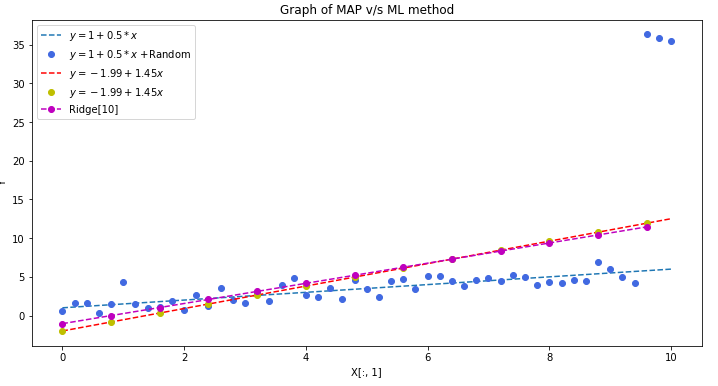 Graph of MAP v/s ML method
y = 1 + 0.5 * x
y = 1 + 0.5 * x +Random
y = −1.99 + 1.45x
y = −1.99 + 1.45x
Ridge[10]
35
30
25
20
15
10
5
0
0
2
4
6
8
10
X[:, 1]